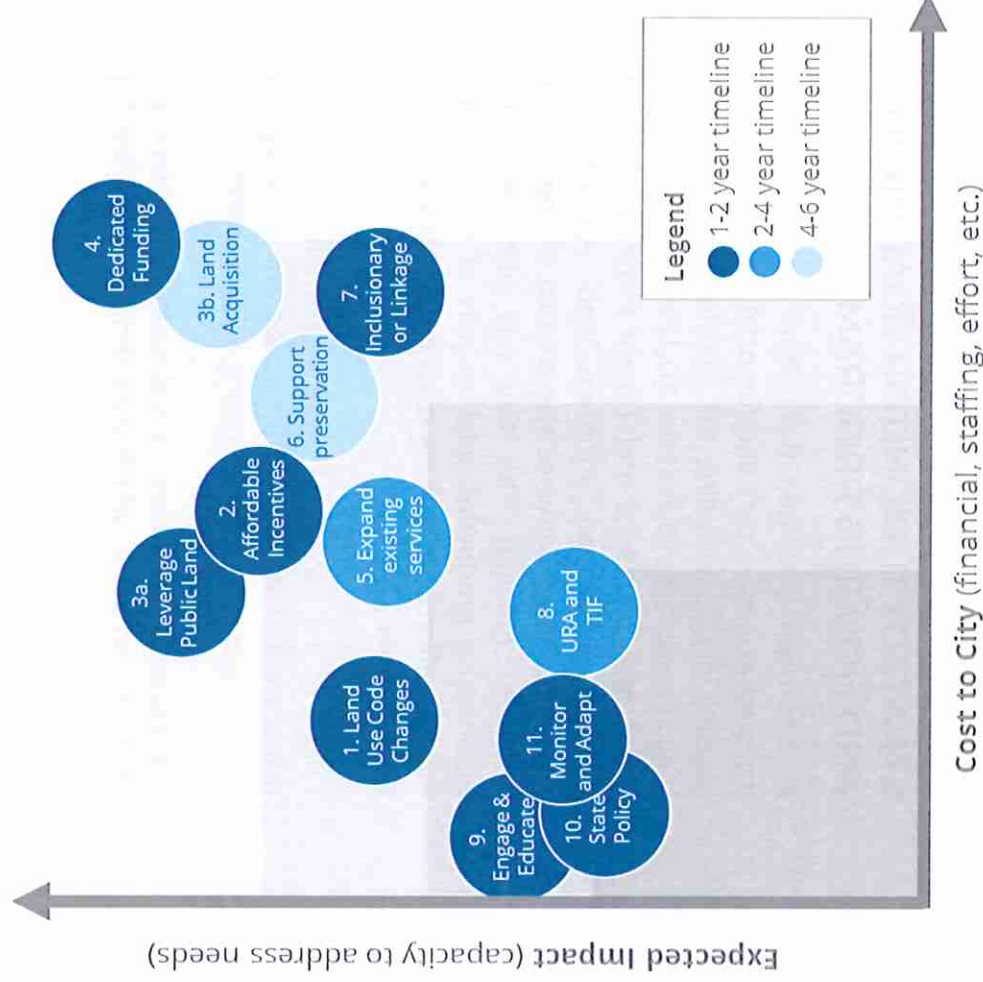 Expected Impact (capacity to address needs)
4.
Dedicated
Funding
3b. Land
Acquisition
3a.
Leverage
Public Land
2.
Affordable
Incentives
6. Support
preservation
7.
Inclusionary
or Linkage
1. Land
Use Code
Changes
5. Expand
existing
services
9.
Engage &
Educate
11.
Monitor
and Adapt
8.
URA and
TIF
10.
State
Policy
Legend
1-2 year timeline
2-4 year timeline
4-6 year timeline
Cost to City (financial, staffing, effort, etc.)